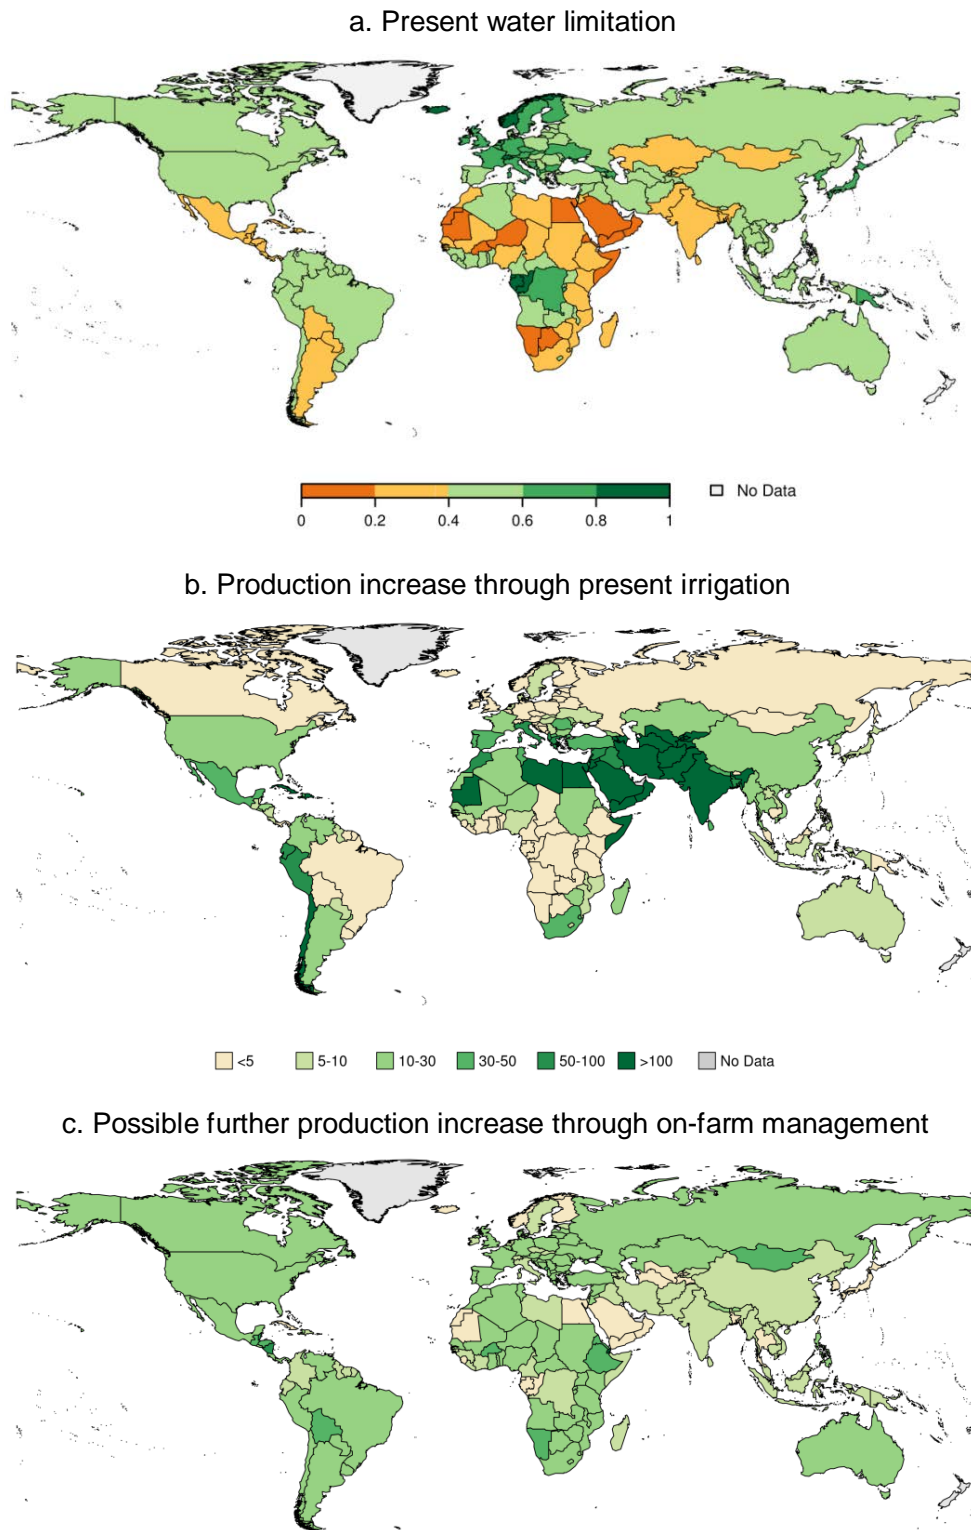 a. Present water limitation
0 0.2 0.4 0.6 0.8 1 No Data
b. Production increase through present irrigation
<5 5-10 10-30 30-50 50-100 >100 No Data
c. Possible further production increase through on-farm management